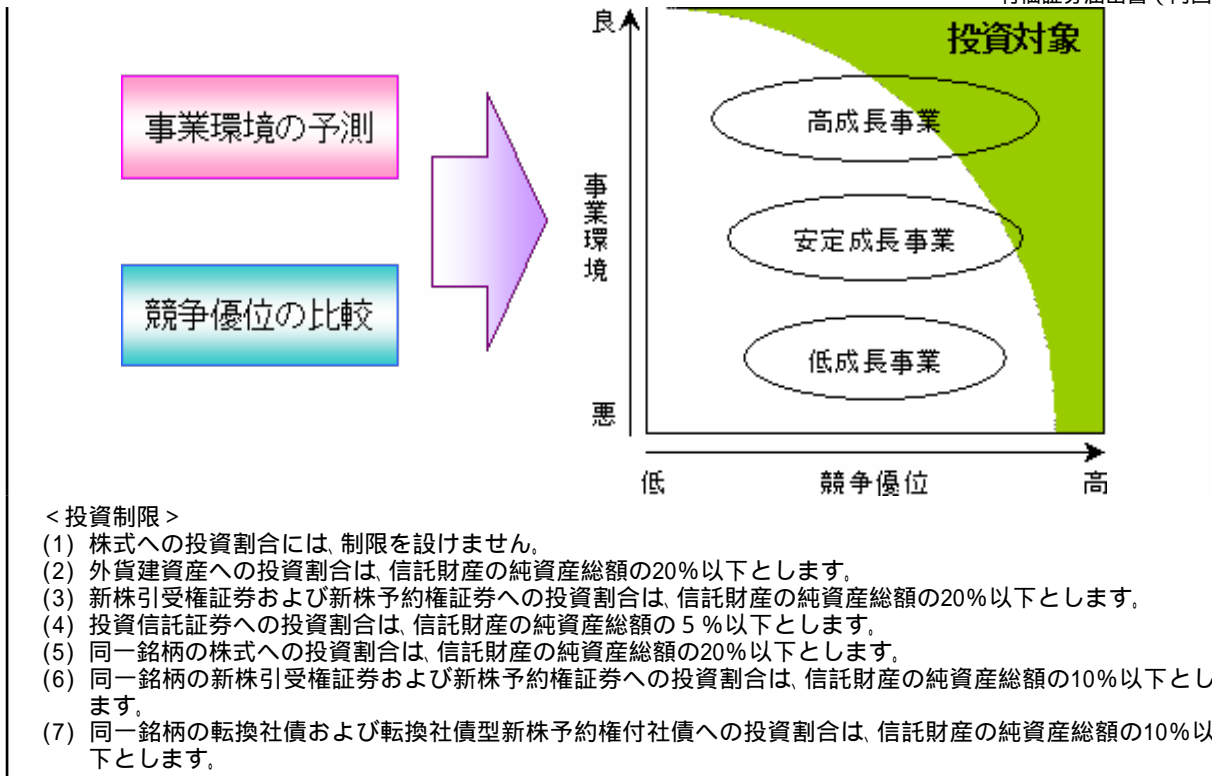 良
投資対象
事業環境の予測
高成長事業
事業環境
安定成長事業
競争優位の比較
低成長事業
悪
低 競争優位 高
<投資制限>
(1) 株式への投資割合には、制限を設けません。
(2) 外貨建資産への投資割合は、信託財産の純資産総額の20%以下とします。
(3) 新株引受権証券および新株予約権証券への投資割合は、信託財産の純資産総額の20%以下とします。
(4) 投資信託証券への投資割合は、信託財産の純資産総額の5%以下とします。
(5) 同一銘柄の株式への投資割合は、信託財産の純資産総額の20%以下とします。
(6) 同一銘柄の新株引受権証券および新株予約権証券への投資割合は、信託財産の純資産総額の10%以下とし
ます。
(7) 同一銘柄の転換社債および転換社債型新株予約権付社債への投資割合は、信託財産の純資産総額の10%以
下とします。